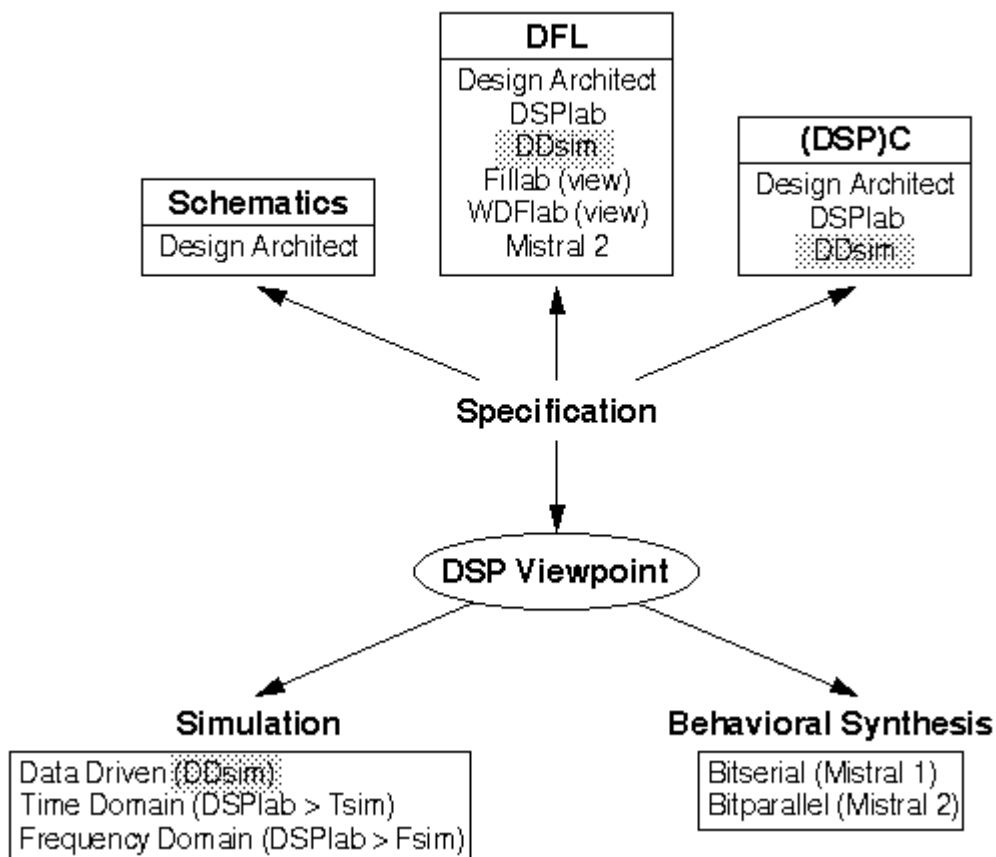 DFL
Design Architect
DSPlab
DDsim
Fillab (view)
WDFlab (view)
Mistral 2
(DSP)C
Design Architect
DSPlab
DDsim
Schematics
Design Architect
Specification
DSP Viewpoint
Simulation
Data Driven (DDsim)
Time Domain (DSPlab > Tsim)
Frequency Domain (DSPlab > Fsim)
Behavioral Synthesis
Bitserial (Mistral 1)
Bitparallel (Mistral 2)